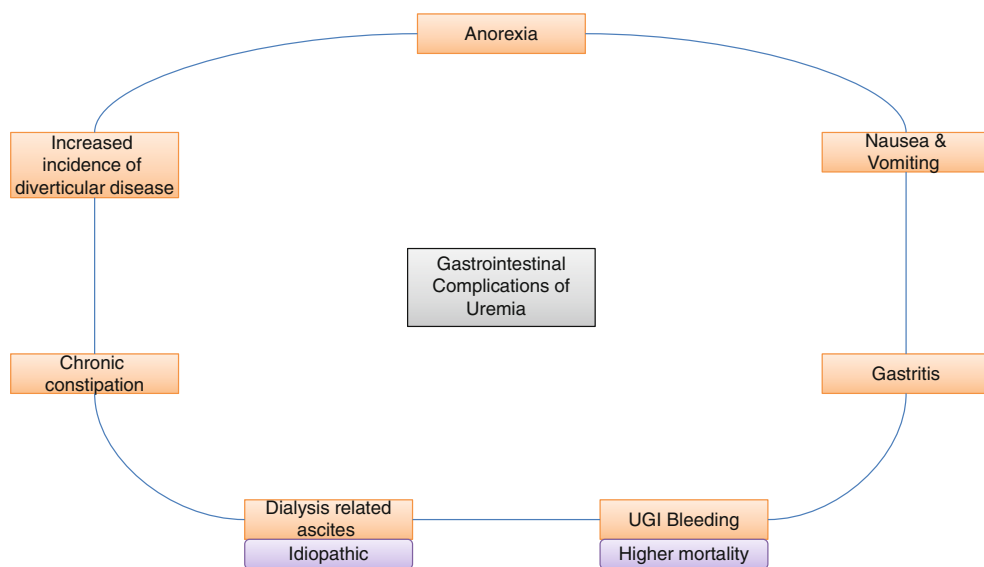 Anorexia
Increased
incidence of
diverticular disease
Nausea &
Vomiting
Gastrointestinal
Complications of
Uremia
Chronic
constipation
Gastritis
Dialysis related
ascites
Idiopathic
UGI Bleeding
Higher mortality